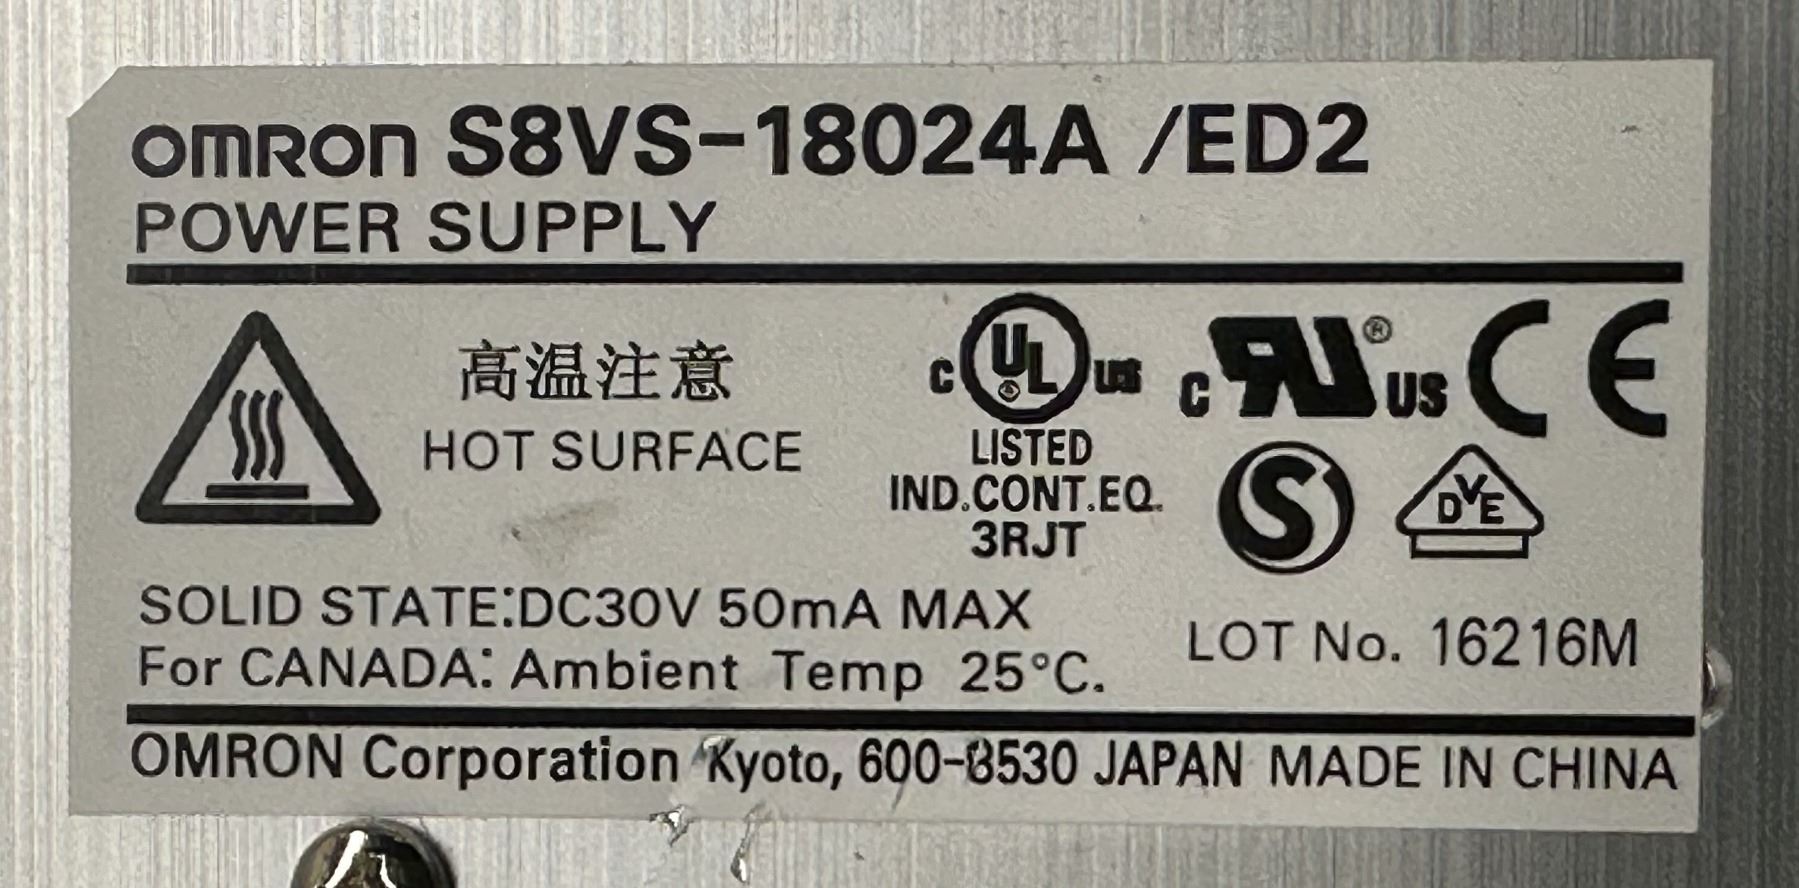 OMRON S8VS-18024A /ED2
POWER SUPPLY
高温注意
HOT SURFACE
c UL us
LISTED
IND.CONT.EQ.
3RJT
c RU® US
CE
S
DVE
SOLID STATE:DC30V 50mA MAX
For CANADA: Ambient Temp 25°C.
LOT No. 16216M
OMRON Corporation Kyoto, 600-8530 JAPAN MADE IN CHINA